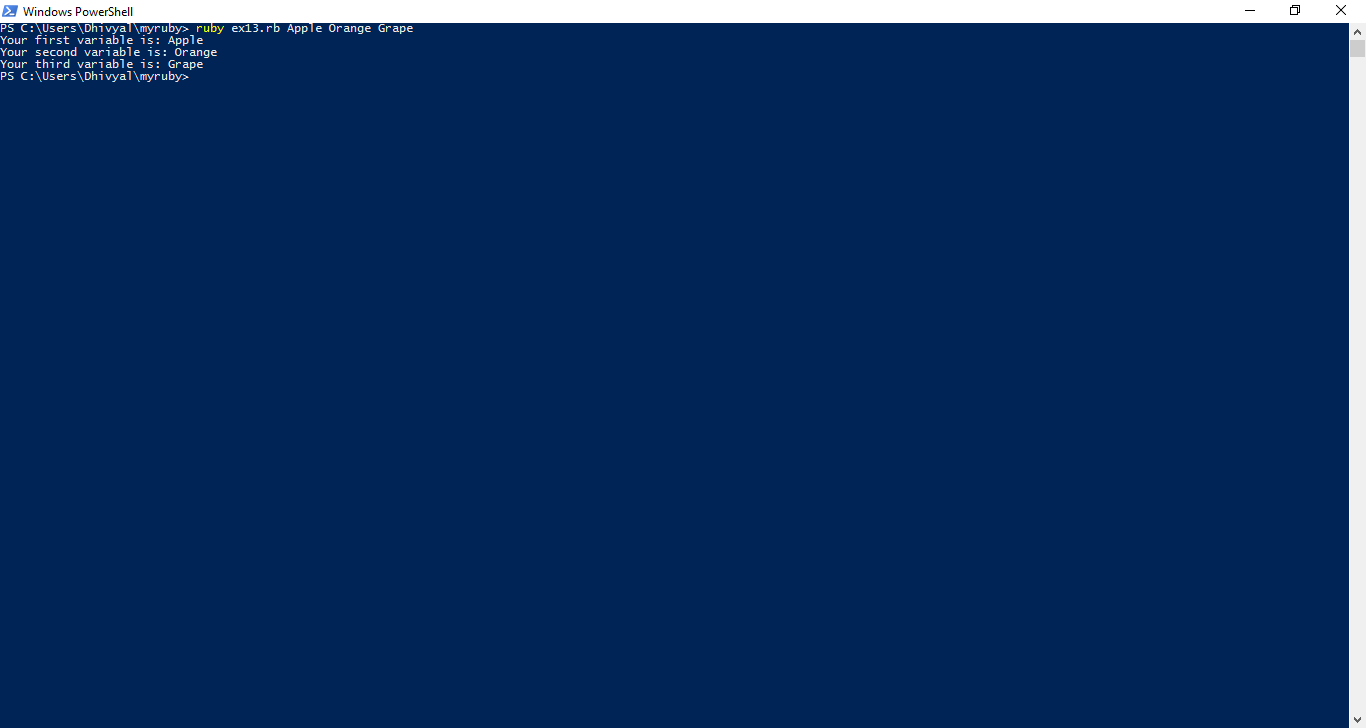 Windows PowerShell
PS C:\Users\Dhivyal\myruby> ruby ex13.rb Apple Orange Grape
Your first variable is: Apple
Your second variable is: Orange
Your third variable is: Grape
PS C:\Users\Dhivyal\myruby>